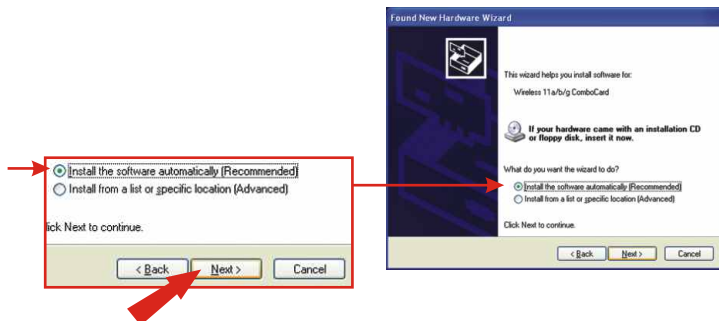 Found New Hardware Wizard
This wizard helps you install software for:
Wireless 11a/b/g ComboCard
If your hardware came with an installation CD
or floppy disk, insert it now.
What do you want the wizard to do?
Install the software automatically (Recommended)
Install from a list or specific location (Advanced)
Click Next to continue.
< Back Next > Cancel
Install the software automatically (Recommended)
Install from a list or specific location (Advanced)
lick Next to continue.
< Back Next > Cancel